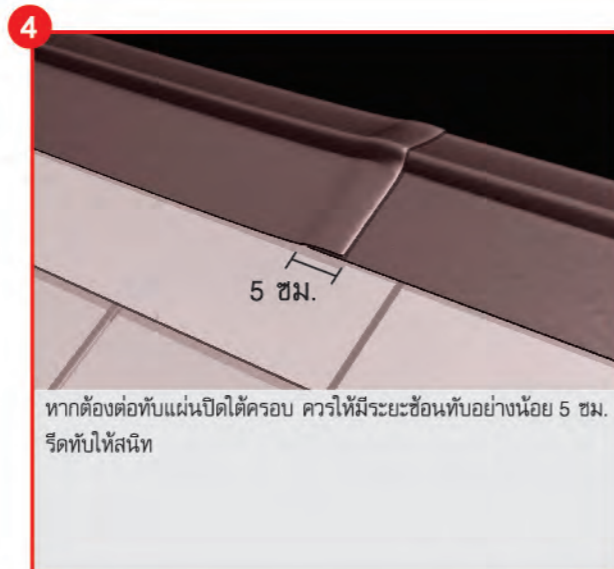 4
5 ซม.
หากต้องต่อทับแผ่นปิดใต้ครอบ ควรให้มีระยะซ้อนทับอย่างน้อย 5 ซม.
รีดทับให้สนิท